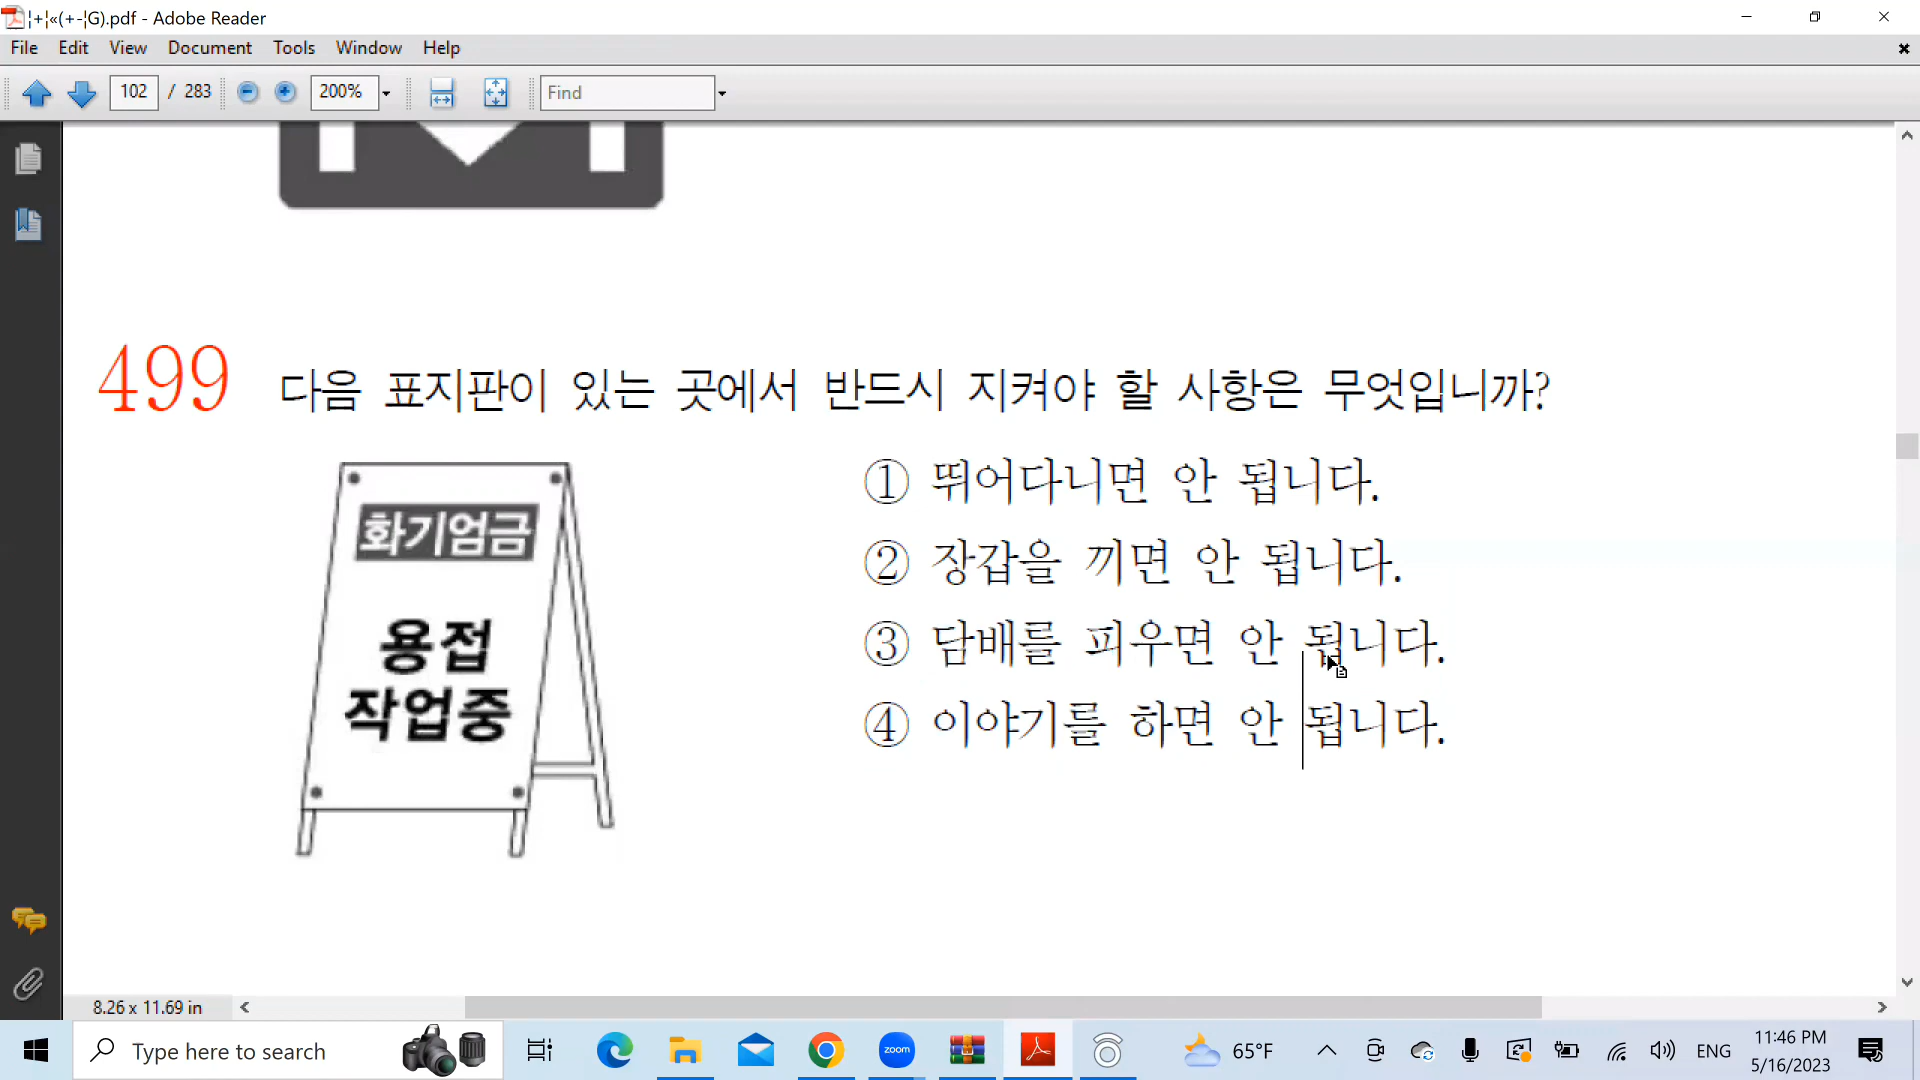 ¦+¦«(+-¦G).pdf - Adobe Reader
File Edit View Document Tools Window Help
102 / 283 200% Find
499 다음 표지판이 있는 곳에서 반드시 지켜야 할 사항은 무엇입니까?
화기엄금
용접
작업중
① 뛰어다니면 안 됩니다.
② 장갑을 끼면 안 됩니다.
③ 담배를 피우면 안 됩니다.
④ 이야기를 하면 안 됩니다.
8.26 x 11.69 in
Type here to search
zoom
65°F
ENG
11:46 PM
5/16/2023